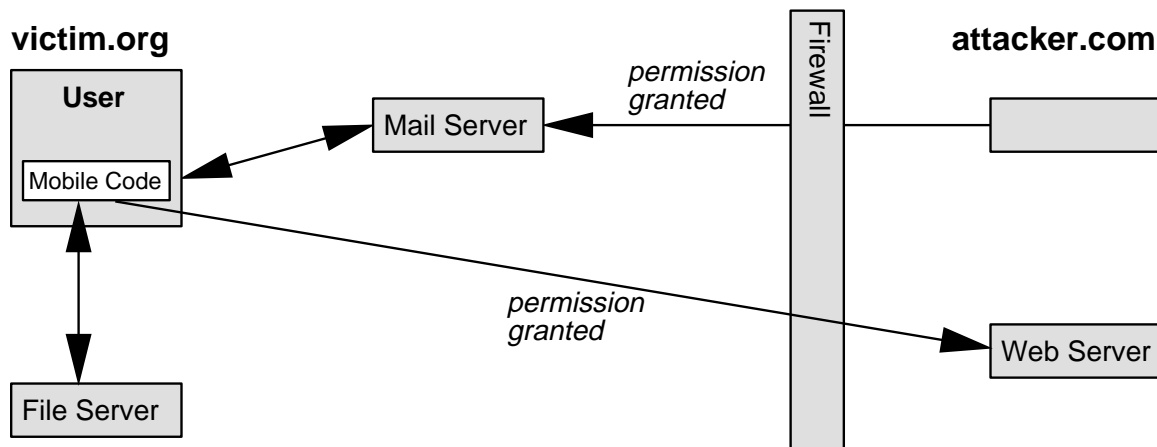 victim.org
attacker.com
User
Firewall
permission
granted
Mail Server
Mobile Code
permission
granted
Web Server
File Server